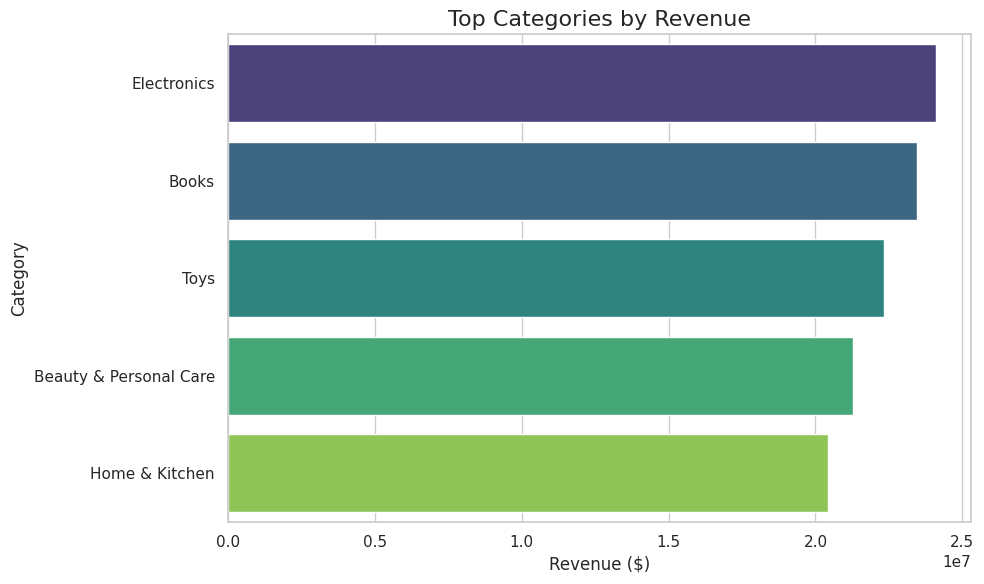 Top Categories by Revenue
Category
Electronics
Books
Toys
Beauty & Personal Care
Home & Kitchen
0.0 0.5 1.0 1.5 2.0 2.5
1e7
Revenue ($)